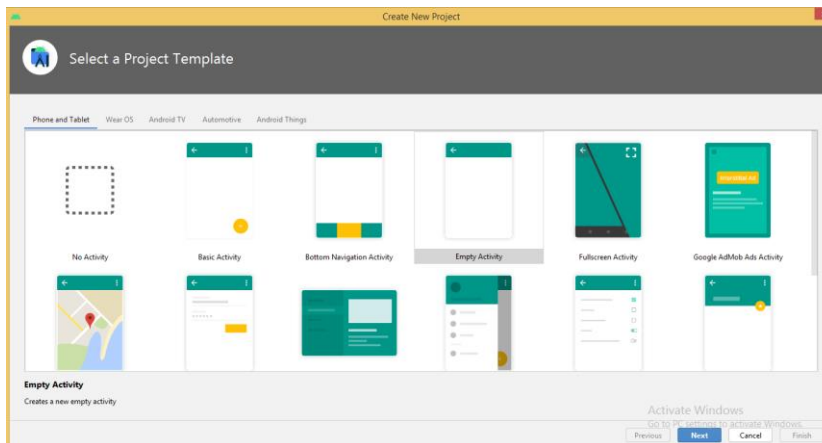 Create New Project
Select a Project Template
Phone and Tablet Wear OS Android TV Automotive Android Things
No Activity
Basic Activity
Bottom Navigation Activity
Empty Activity
Fullscreen Activity
Google AdMob Ads Activity
Empty Activity
Creates a new empty activity
Activate Windows
Go to PC settings to activate Windows.
Previous Next Cancel Finish